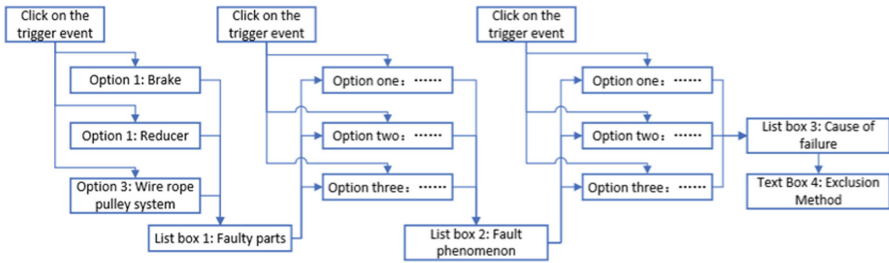 Click on the
trigger event
Option 1: Brake
Option 1: Reducer
Option 3: Wire rope
pulley system
List box 1: Faulty parts
Click on the
trigger event
Option one: ······
Option two: ······
Option three: ······
List box 2: Fault
phenomenon
Click on the
trigger event
Option one: ······
Option two: ······
Option three: ······
List box 3: Cause of
failure
Text Box 4: Exclusion
Method